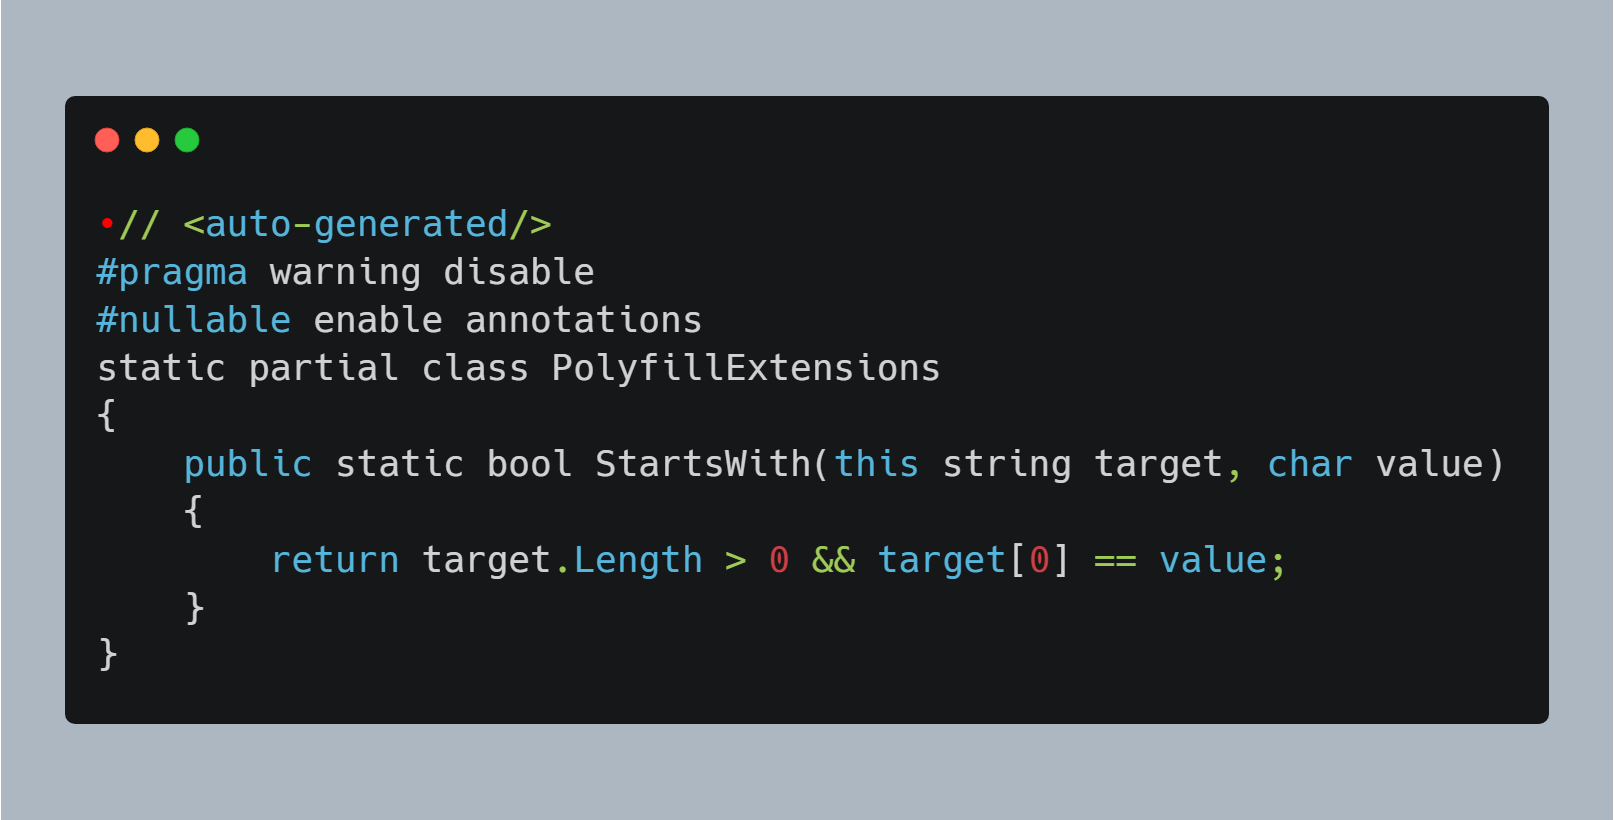 •// <auto-generated/>
#pragma warning disable
#nullable enable annotations
static partial class PolyfillExtensions
{
    public static bool StartsWith(this string target, char value)
    {
        return target.Length > 0 && target[0] == value;
    }
}